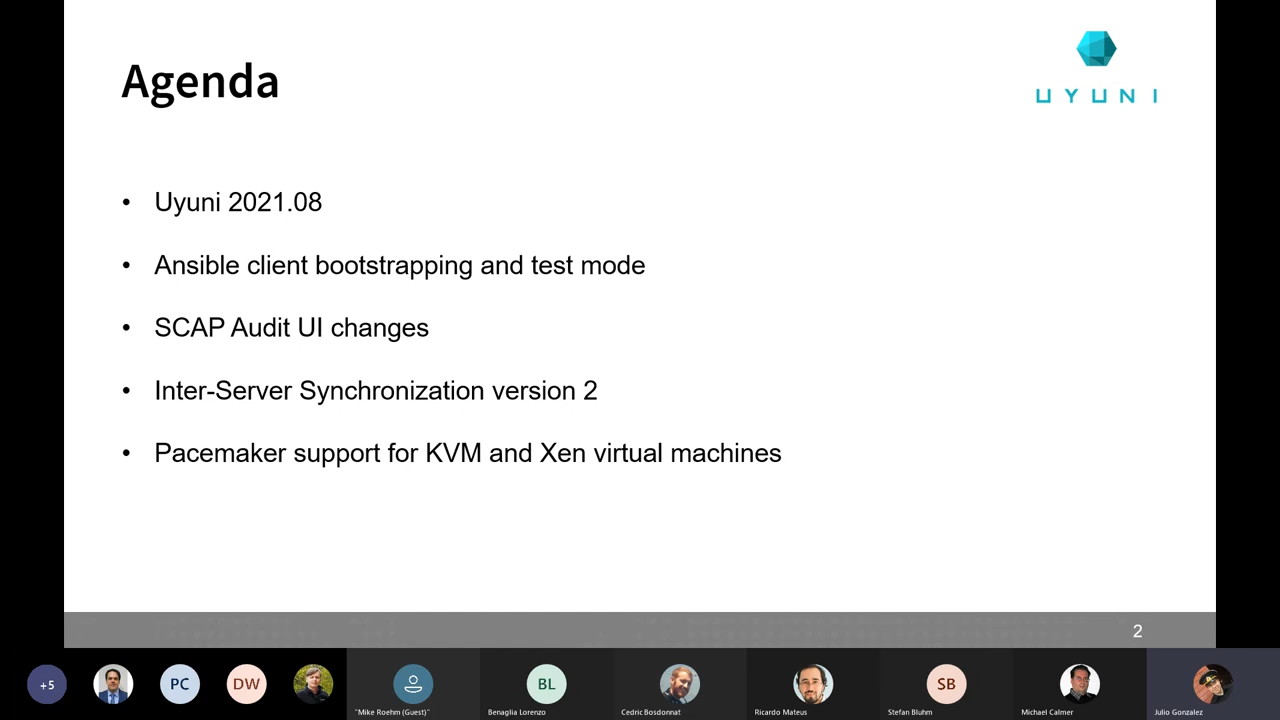 Agenda
UYUNI
• Uyuni 2021.08
• Ansible client bootstrapping and test mode
• SCAP Audit UI changes
• Inter-Server Synchronization version 2
• Pacemaker support for KVM and Xen virtual machines
2
+5
PC
DW
"Mike Roehm (Guest)"
BL
Benaglia Lorenzo
Cedric Bosdonnat
Ricardo Mateus
SB
Stefan Bluhm
Michael Calmer
Julio Gonzalez